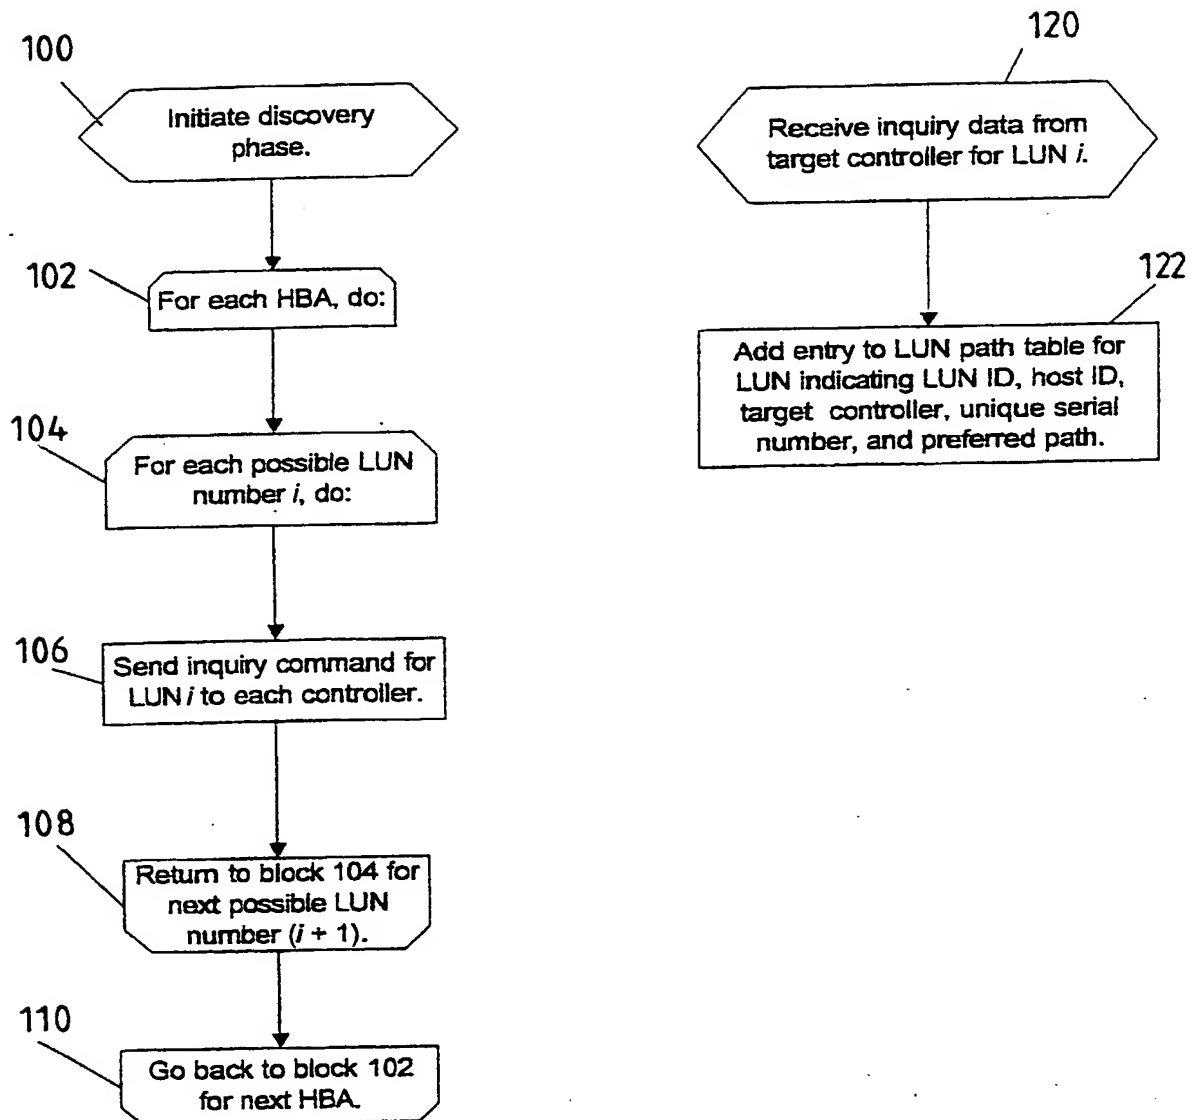 100
Initiate discovery
phase.
102
For each HBA, do:
104
For each possible LUN
number i, do:
106
Send inquiry command for
LUN i to each controller.
108
Return to block 104 for
next possible LUN
number (i + 1).
110
Go back to block 102
for next HBA.
120
Receive inquiry data from
target controller for LUN i.
122
Add entry to LUN path table for
LUN indicating LUN ID, host ID,
target controller, unique serial
number, and preferred path.